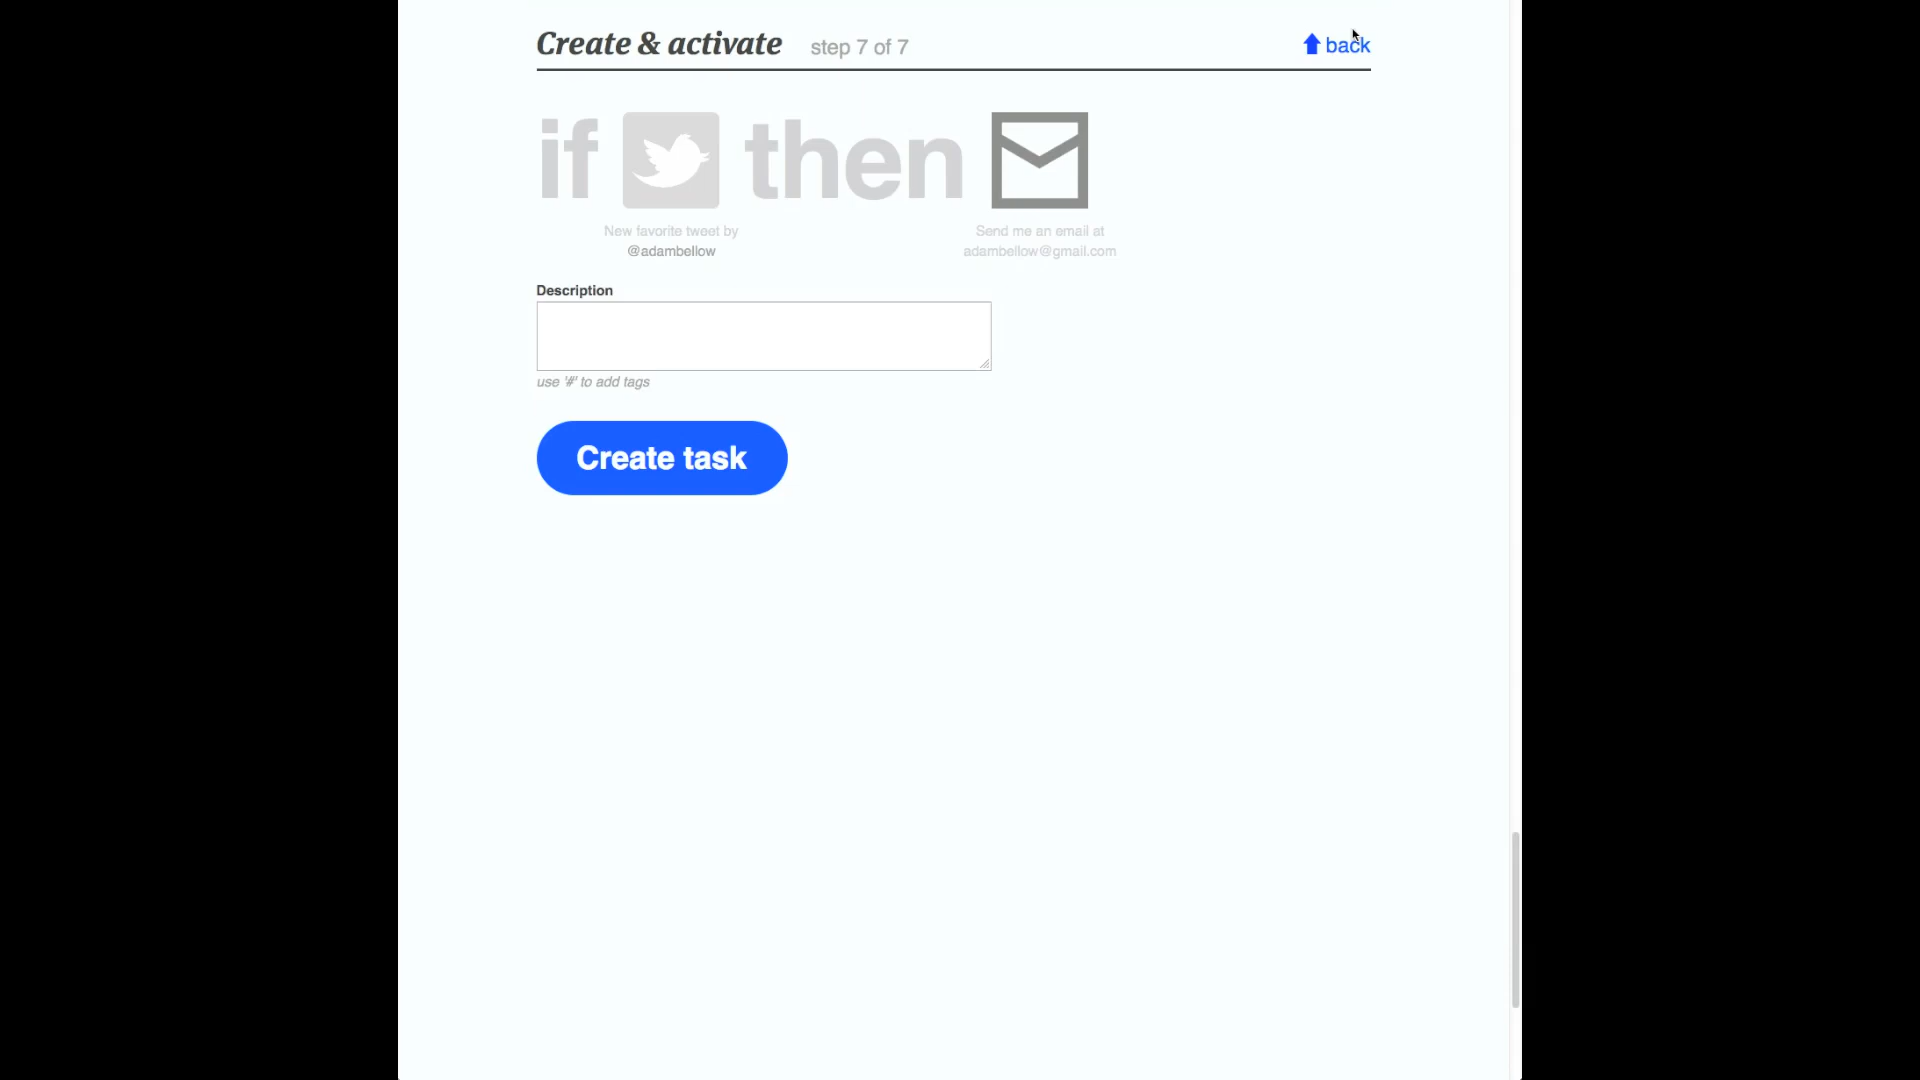 Create & activate step 7 of 7 back
if then
New favorite tweet by
@adambellow
Send me an email at
adambellow@gmail.com
Description
use '#' to add tags
Create task